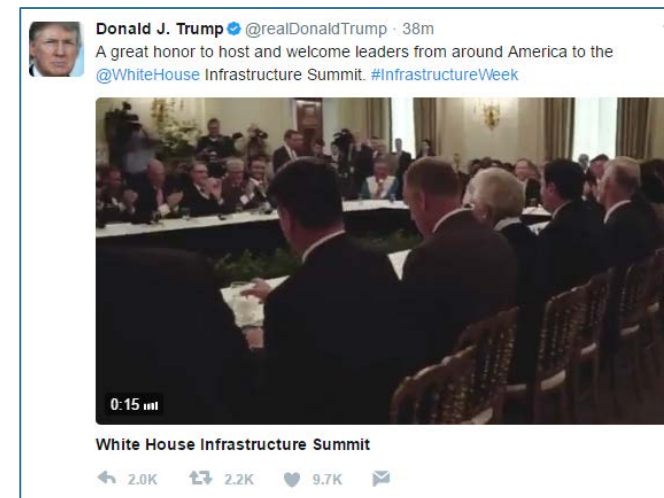 Donald J. Trump @realDonaldTrump · 38m
A great honor to host and welcome leaders from around America to the
@WhiteHouse Infrastructure Summit. #InfrastructureWeek
0:15
White House Infrastructure Summit
2.0K 2.2K 9.7K